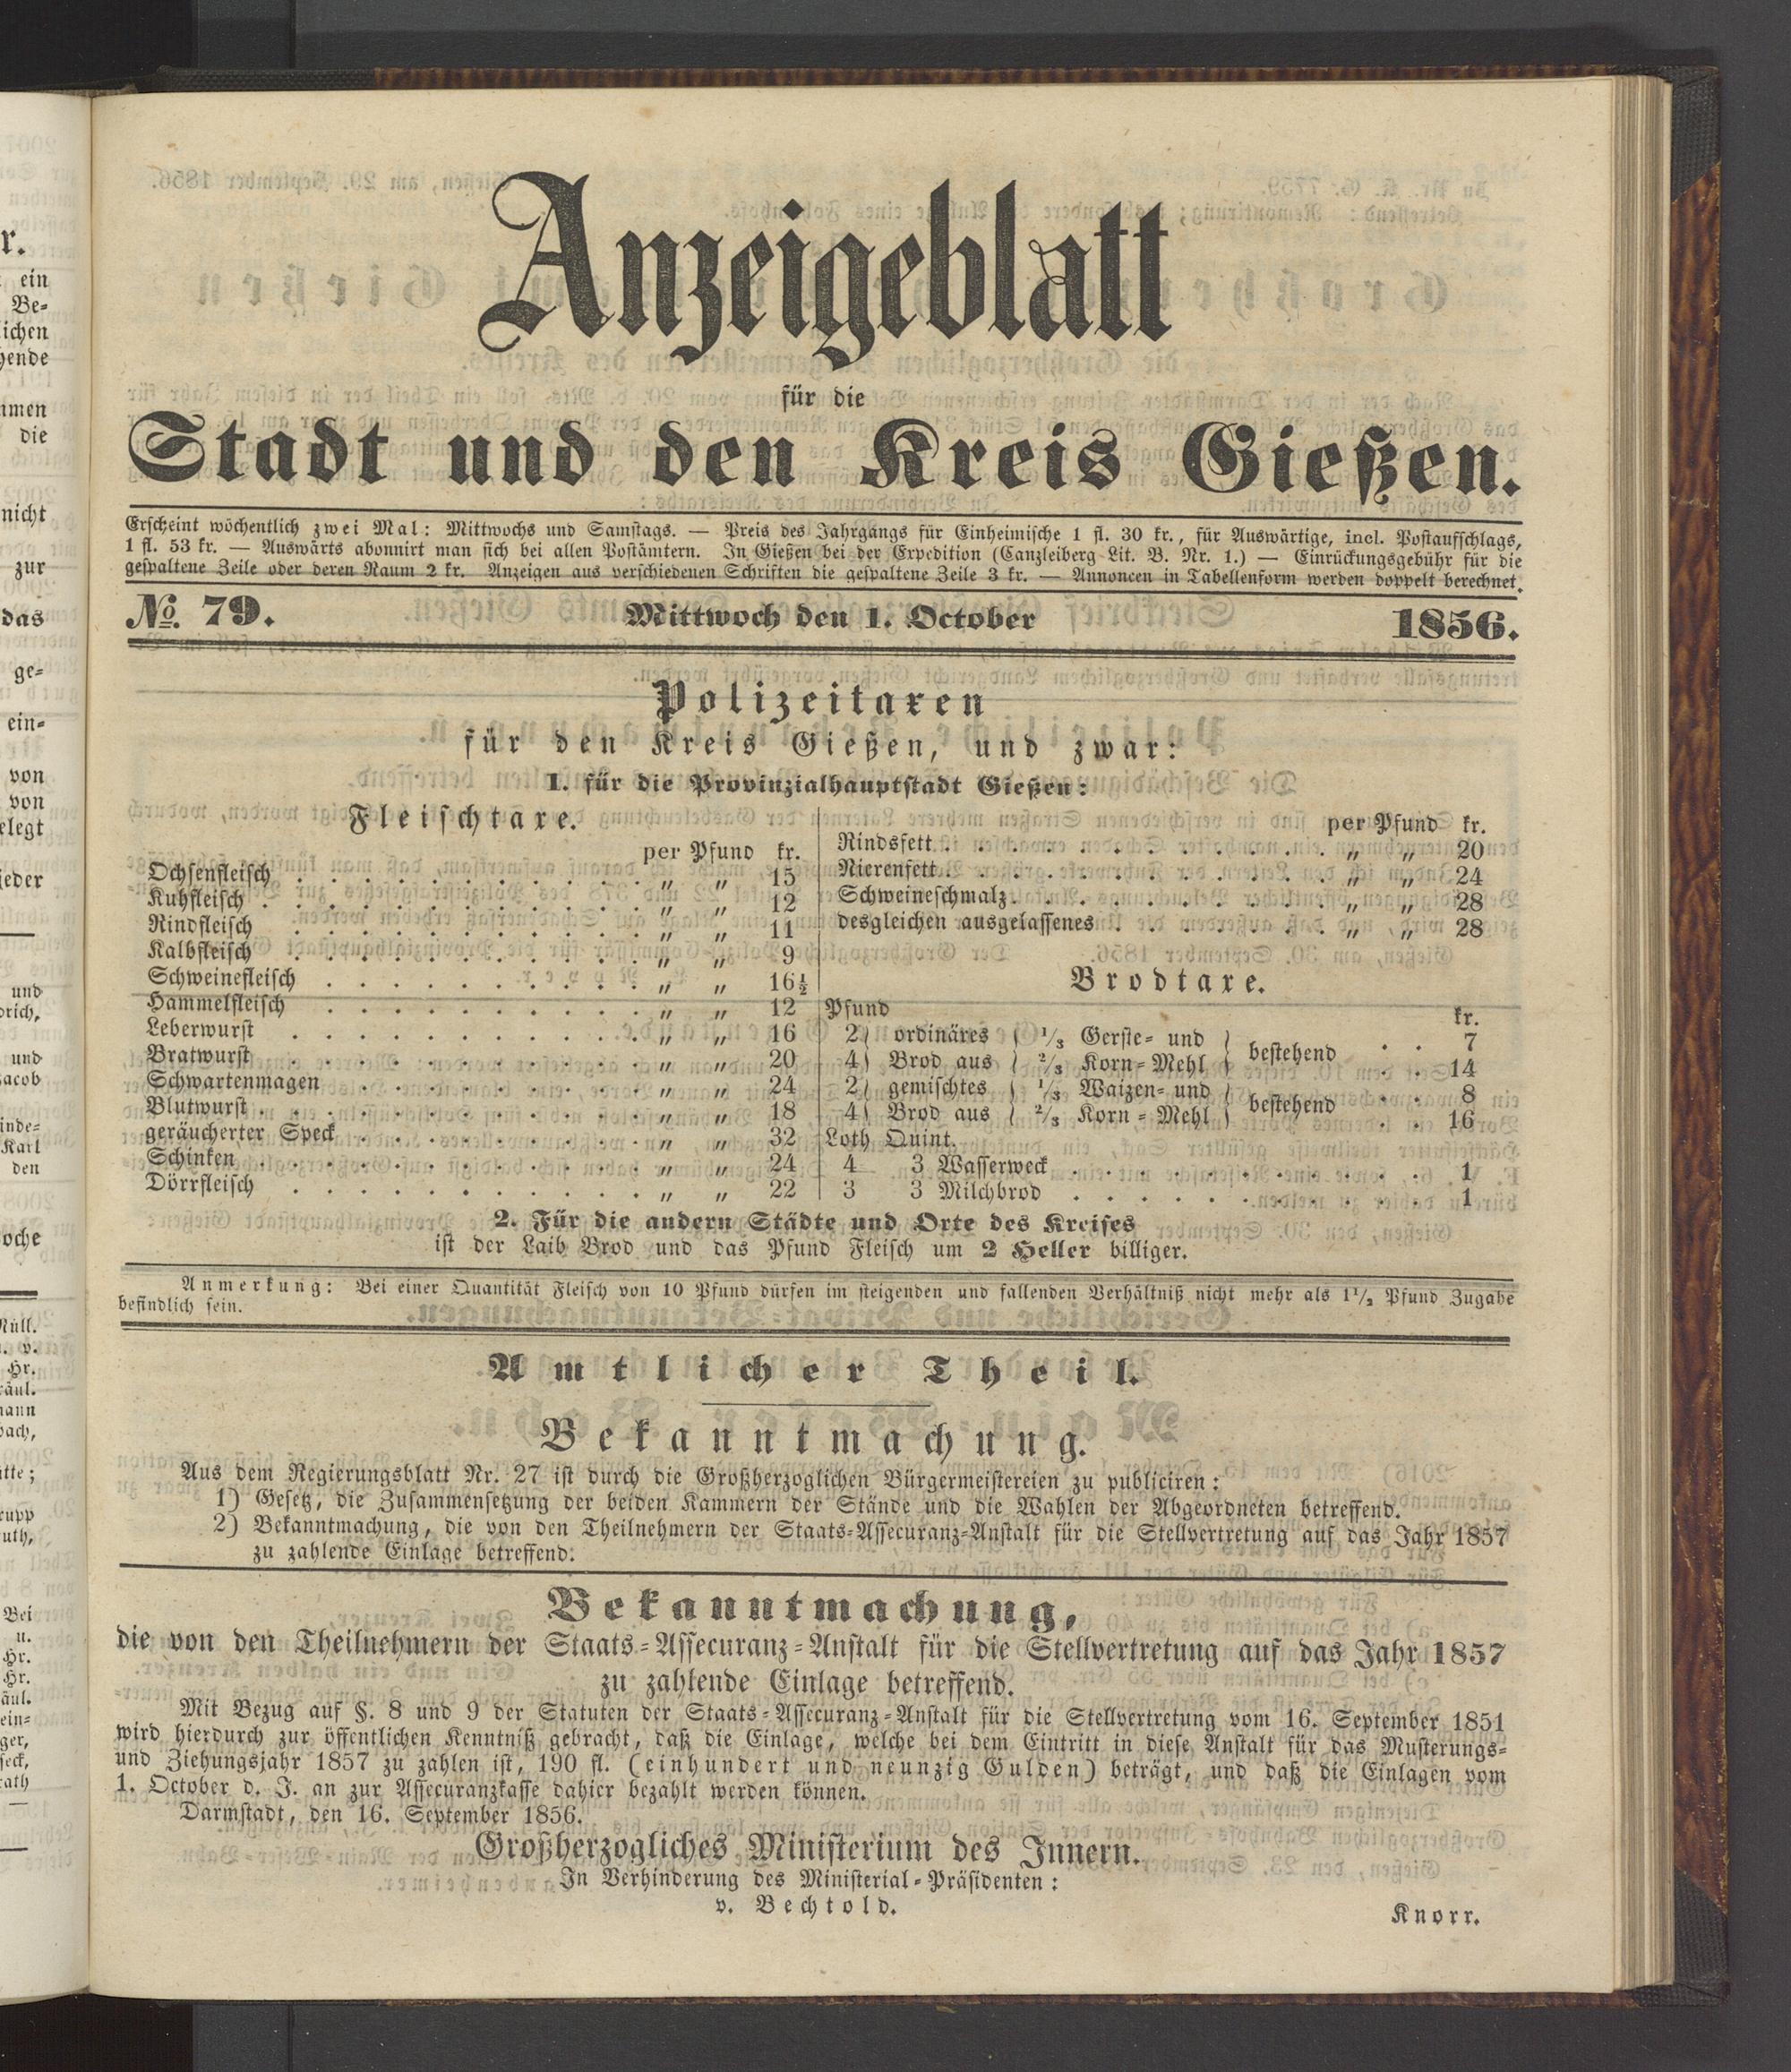 Anzeigeblatt
für die
Stadt und den Kreis Gießen.
Erscheint wöchentlich zwei Mal: Mittwochs und Samstags. — Preis des Jahrgangs für Einheimische 1 fl. 30 kr., für Auswärtige, incl. Postaufschlags,
1 fl. 53 kr. — Auswärts abonnirt man sich bei allen Postämtern. In Gießen bei der Expedition (Canzleiberg Lit. B. Nr. 1.) — Einrückungsgebühr für die
gespaltene Zeile oder deren Raum 2 kr. Anzeigen aus verschiedenen Schriften die gespaltene Zeile 3 kr. — Annoncen in Tabellenform werden doppelt berechnet.
No. 79. Mittwoch den 1. October 1856.
Polizeitaxen
für den Kreis Gießen, und zwar:
1. für die Provinzialhauptstadt Gießen:
Fleischtaxe.
per Pfund kr.
Ochsenfleisch . . . „ „ 15
Kuhfleisch . . . „ „ 12
Rindfleisch . . . „ „ 11
Kalbfleisch . . . „ „ 9
Schweinefleisch . . . „ „ 16½
Hammelfleisch . . . „ „ 12
Leberwurst . . . „ „ 16
Bratwurst . . . „ „ 20
Schwartenmagen . . . „ „ 24
Blutwurst . . . „ „ 18
geräucherter Speck . . . „ „ 32
Schinken . . . „ „ 24
Dörrfleisch . . . „ „ 22
per Pfund kr.
Rindsfett . . . „ „ 20
Nierenfett . . . „ „ 24
Schweineschmalz . . . „ „ 28
desgleichen ausgelassenes . . . „ „ 28
Brodtaxe.
Pfund kr.
2) ordinäres ( 1/3 Gerste- und ) bestehend . . 7
4) Brod aus ( 2/3 Korn-Mehl ) . . 14
2) gemischtes ( 1/3 Waizen- und ) bestehend . . 8
4) Brod aus ( 2/3 Korn-Mehl ) . . 16
Loth Quint.
4 3 Wasserweck . . . 1
3 3 Milchbrod . . . 1
2. Für die andern Städte und Orte des Kreises
ist der Laib Brod und das Pfund Fleisch um 2 Heller billiger.
Anmerkung: Bei einer Quantität Fleisch von 10 Pfund dürfen im steigenden und fallenden Verhältniß nicht mehr als 1½ Pfund Zugabe
befindlich sein.
Amtlicher Theil.
Bekanntmachung.
Aus dem Regierungsblatt Nr. 27 ist durch die Großherzoglichen Bürgermeistereien zu publiciren:
1) Gesetz, die Zusammensetzung der beiden Kammern der Stände und die Wahlen der Abgeordneten betreffend.
2) Bekanntmachung, die von den Theilnehmern der Staats-Assecuranz-Anstalt für die Stellvertretung auf das Jahr 1857
zu zahlende Einlage betreffend.
Bekanntmachung,
die von den Theilnehmern der Staats-Assecuranz-Anstalt für die Stellvertretung auf das Jahr 1857
zu zahlende Einlage betreffend.
Mit Bezug auf §. 8 und 9 der Statuten der Staats-Assecuranz-Anstalt für die Stellvertretung vom 16. September 1851
wird hierdurch zur öffentlichen Kenntniß gebracht, daß die Einlage, welche bei dem Eintritt in diese Anstalt für das Musterungs-
und Ziehungsjahr 1857 zu zahlen ist, 190 fl. (einhundert und neunzig Gulden) beträgt, und daß die Einlagen vom
1. October d. J. an zur Assecuranzkasse dahier bezahlt werden können.
Darmstadt, den 16. September 1856.
Großherzogliches Ministerium des Innern.
In Verhinderung des Ministerial-Präsidenten:
v. Bechtold.
Knorr.